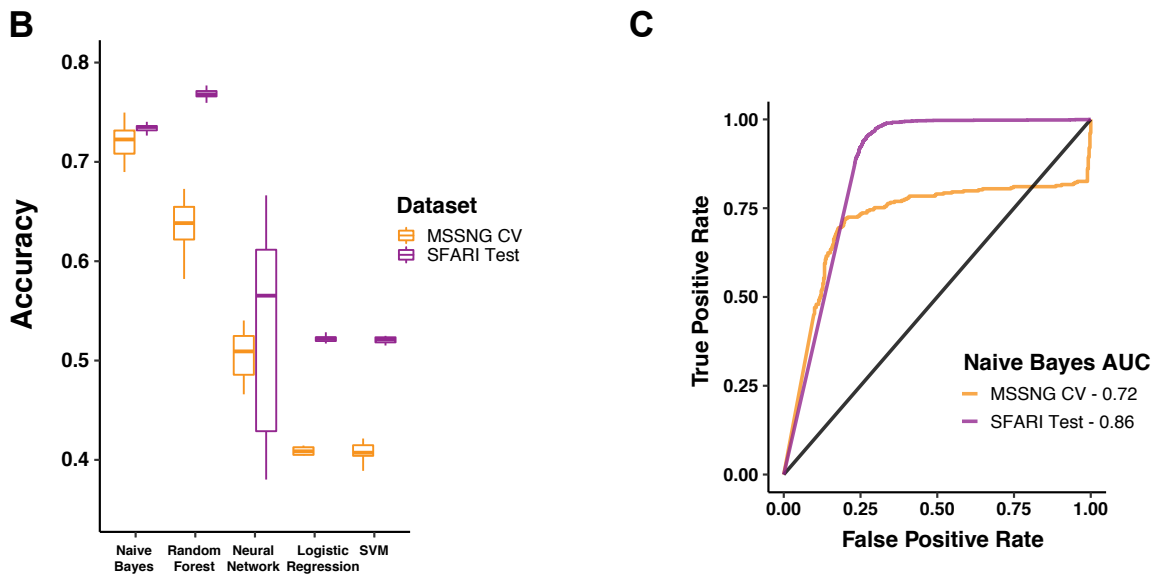 B
Accuracy
0.8
0.7
0.6
0.5
0.4
Naive
Bayes
Random
Forest
Neural
Network
Logistic
Regression
SVM
Dataset
MSSNG CV
SFARI Test
C
True Positive Rate
1.00
0.75
0.50
0.25
0.00
0.00
0.25
0.50
0.75
1.00
False Positive Rate
Naive Bayes AUC
MSSNG CV - 0.72
SFARI Test - 0.86